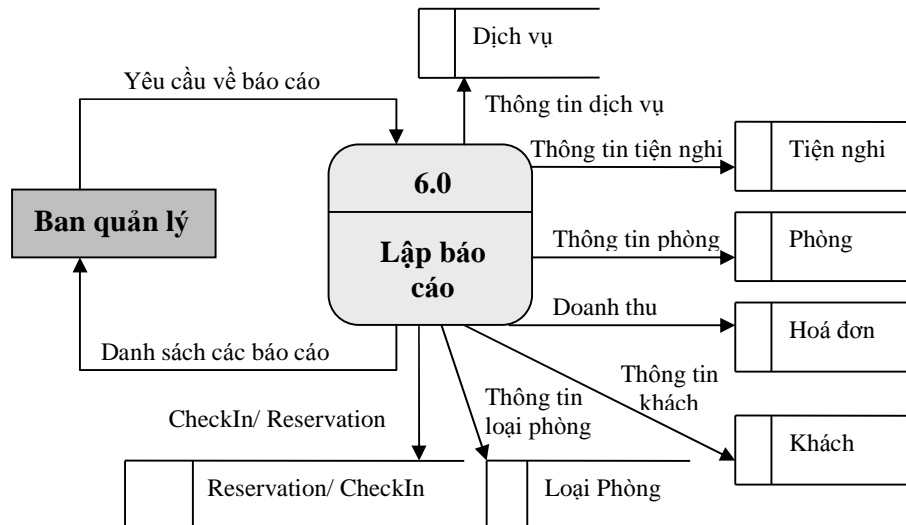 Dịch vụ
Yêu cầu về báo cáo
Thông tin dịch vụ
Thông tin tiện nghi
Tiện nghi
6.0
Ban quản lý
Lập báo
cáo
Thông tin phòng
Phòng
Doanh thu
Hoá đơn
Danh sách các báo cáo
Thông tin
khách
Thông tin
loại phòng
CheckIn/ Reservation
Khách
Reservation/ CheckIn
Loại Phòng